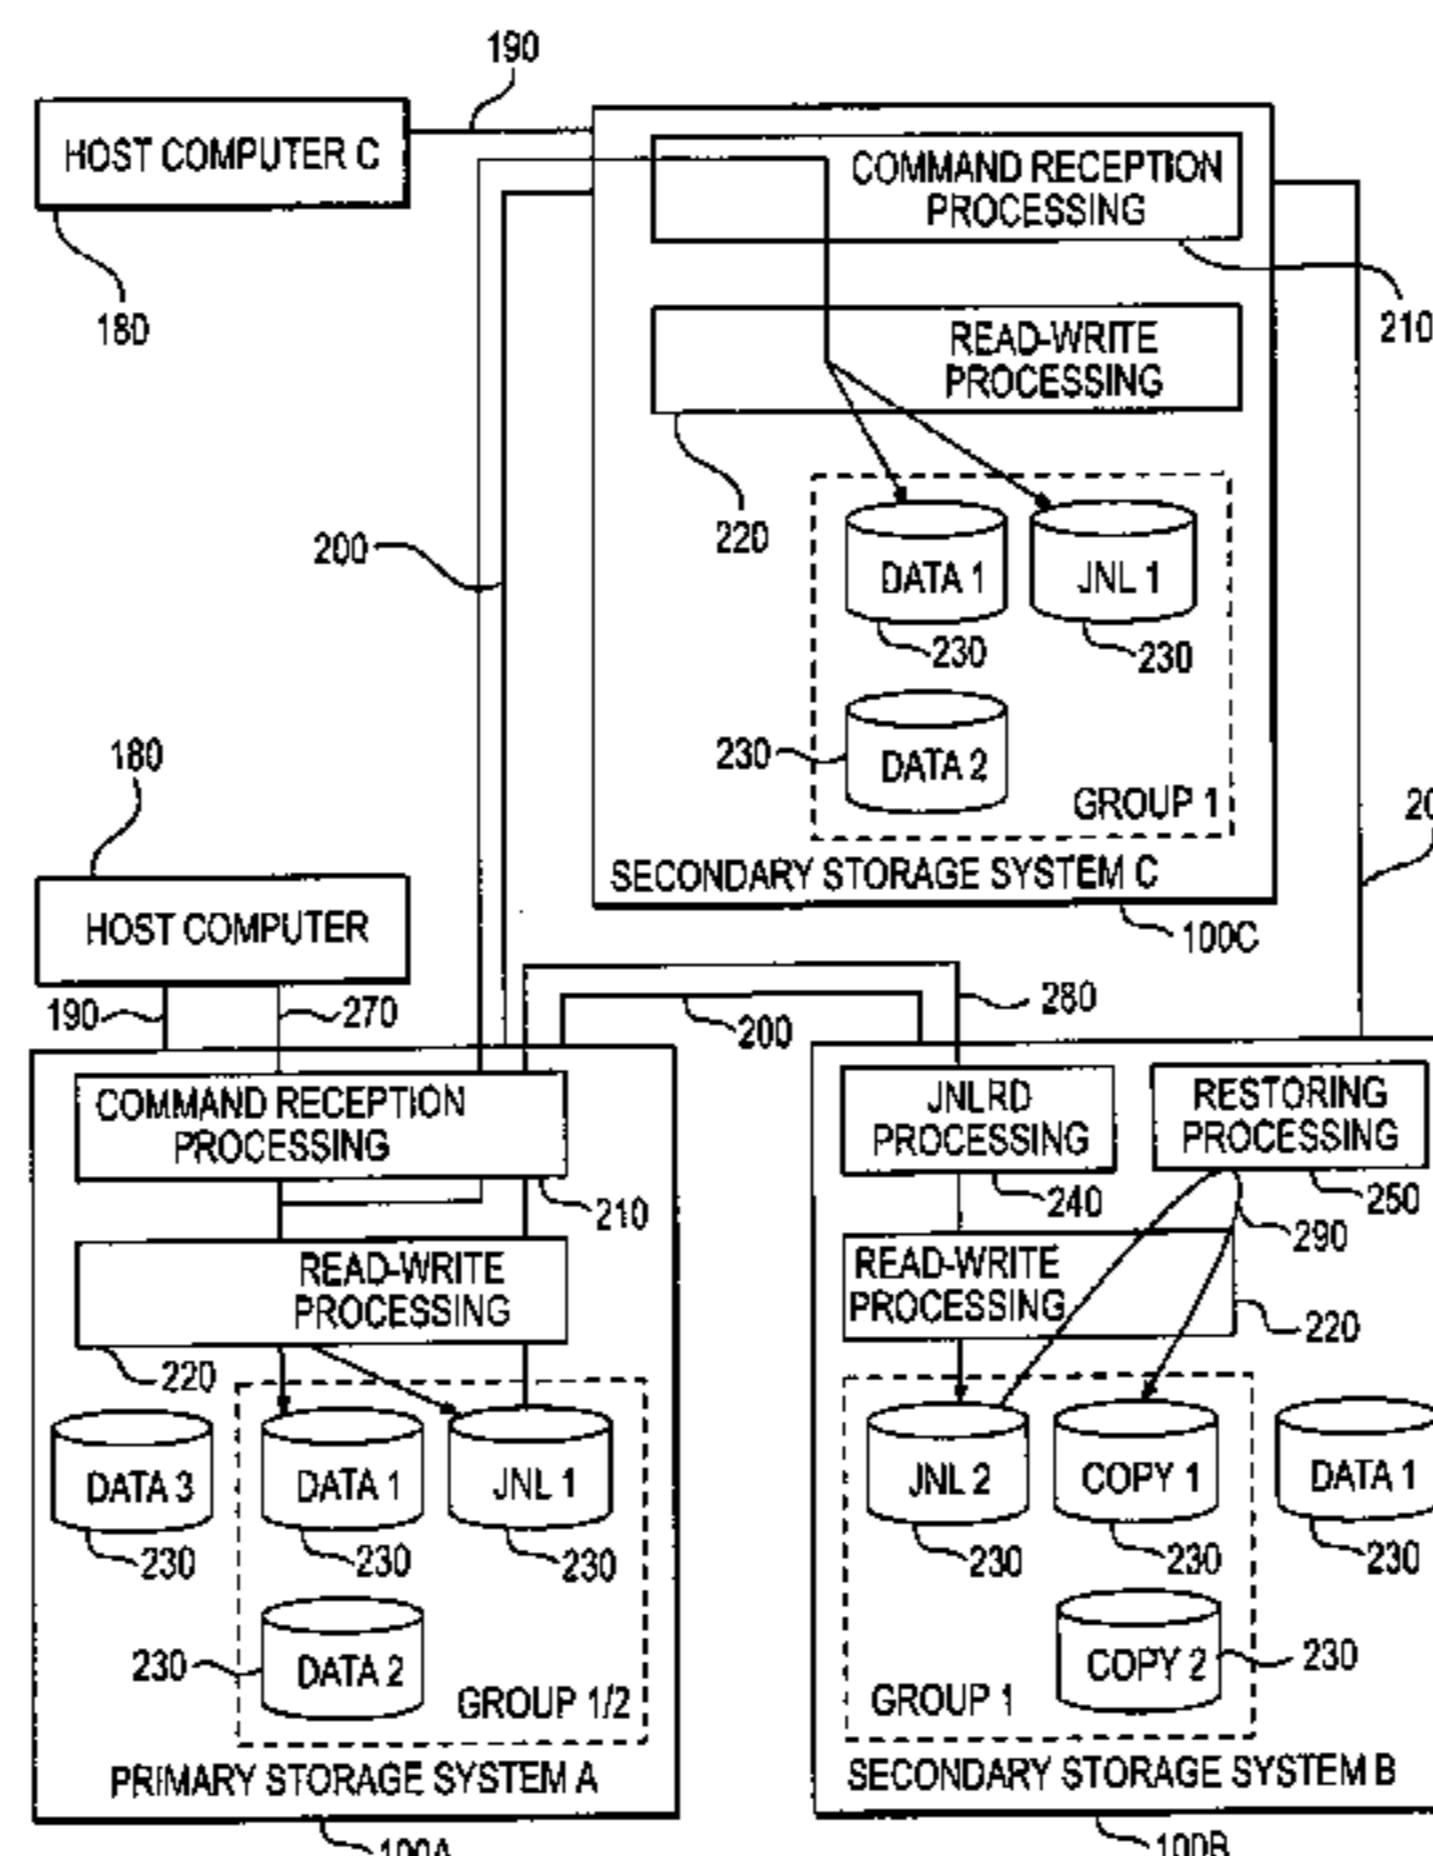 190
HOST COMPUTER C
180
COMMAND RECEPTION
PROCESSING
210
READ-WRITE
PROCESSING
220
200
DATA 1
JNL 1
230
230
230
DATA 2
GROUP 1
SECONDARY STORAGE SYSTEM C
100C
180
HOST COMPUTER
190
270
200
280
COMMAND RECEPTION
PROCESSING
210
READ-WRITE
PROCESSING
220
DATA 3
DATA 1
JNL 1
230
230
230
230
DATA 2
GROUP 1/2
PRIMARY STORAGE SYSTEM A
100A
JNLRD
PROCESSING
240
RESTORING
PROCESSING
250
290
READ-WRITE
PROCESSING
220
JNL 2
COPY 1
DATA 1
230
230
230
COPY 2
230
GROUP 1
SECONDARY STORAGE SYSTEM B
100B